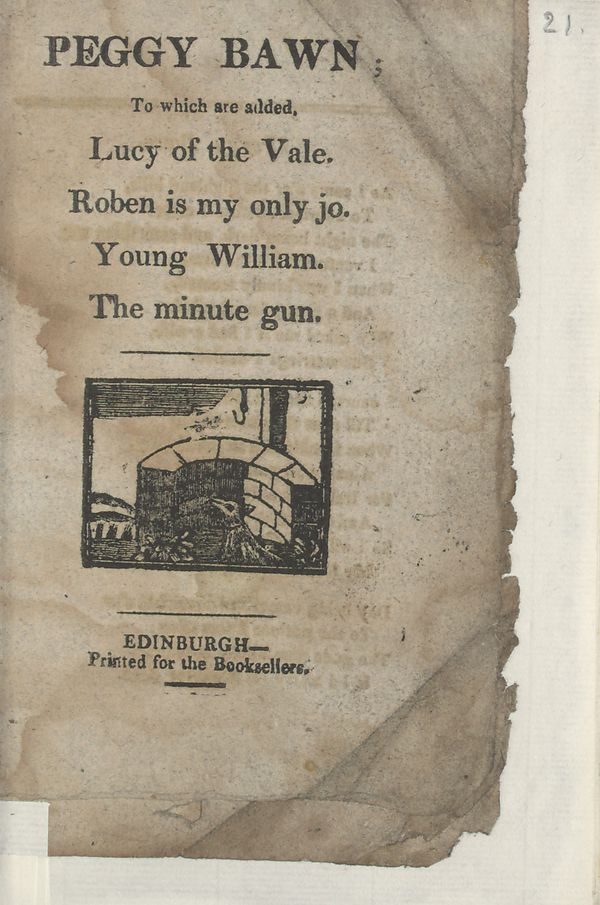 21.
PEGGY BAWN;
To which are added,
Lucy of the Vale.
Roben is my only jo.
Young William.
The minute gun.
EDINBURGH—
Printed for the Booksellers.